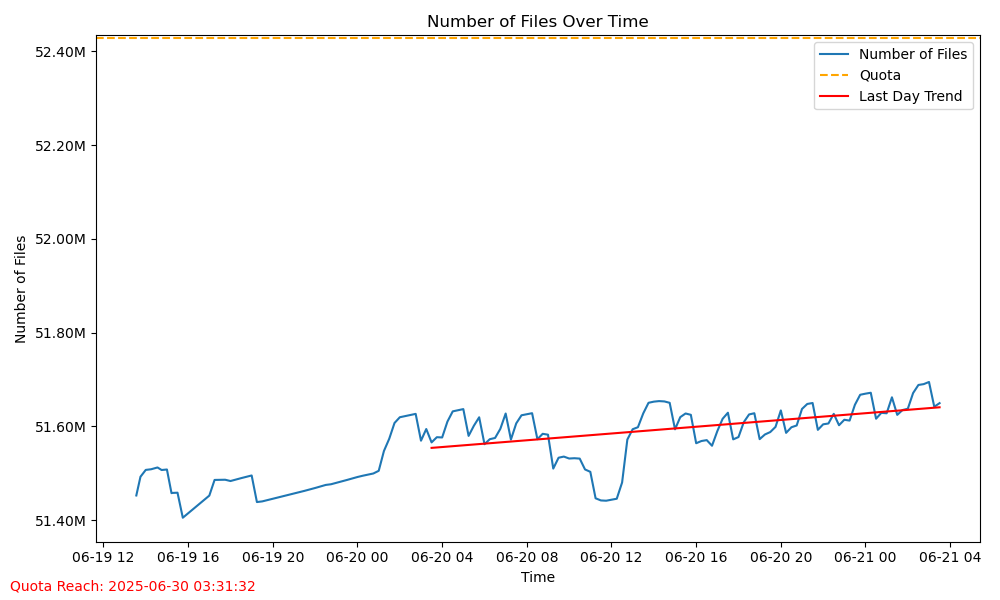 Number of Files Over Time
52.40M
52.20M
52.00M
51.80M
51.60M
51.40M
Number of Files
Number of Files
Quota
Last Day Trend
06-19 12 06-19 16 06-19 20 06-20 00 06-20 04 06-20 08 06-20 12 06-20 16 06-20 20 06-21 00 06-21 04
Time
Quota Reach: 2025-06-30 03:31:32